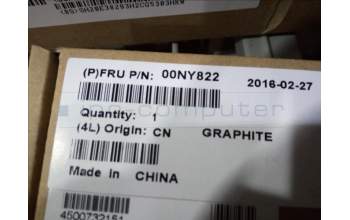 (P)FRU P/N: 00NY822 2016-02-27
Quantity: 1
(4L) Origin: CN GRAPHITE
Made in CHINA